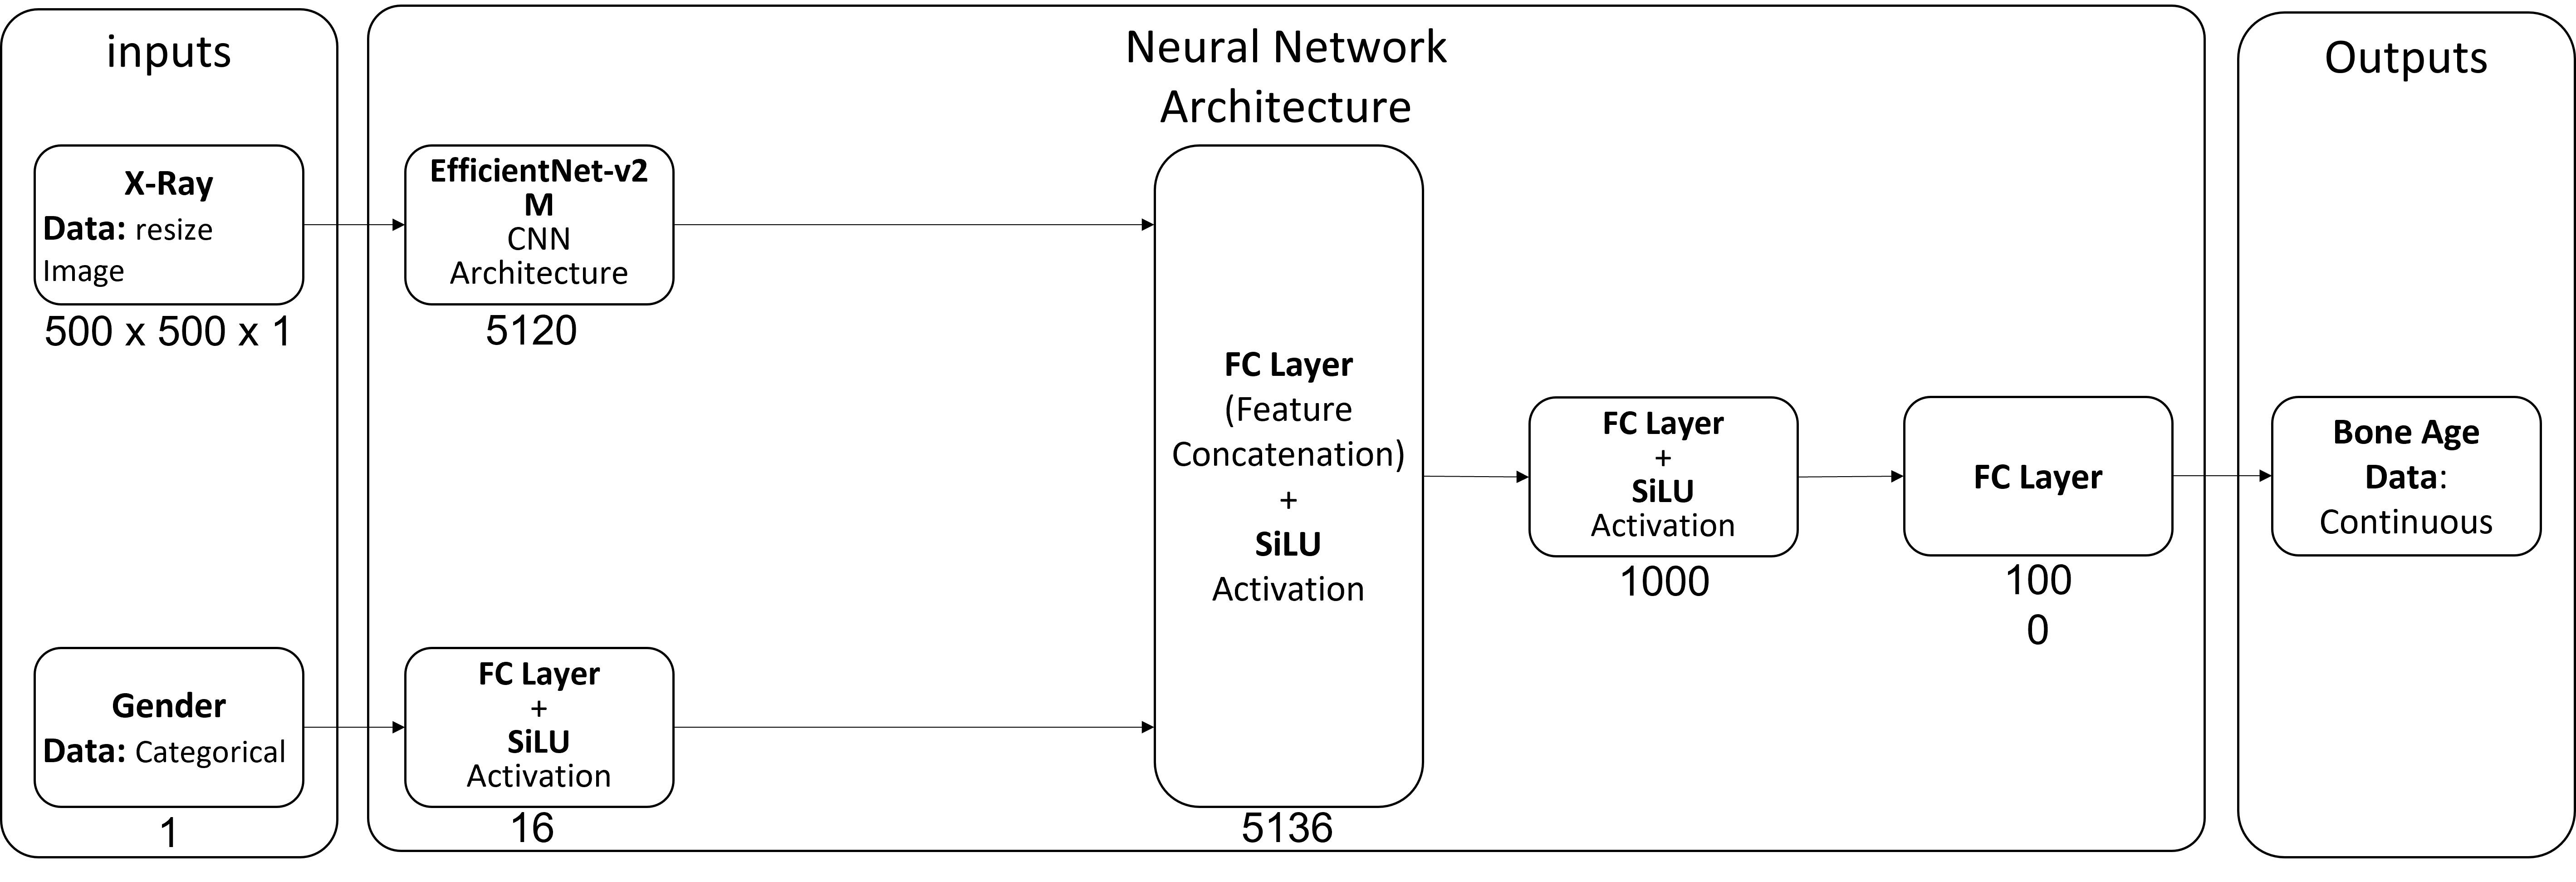 inputs
X-Ray
Data: resize
Image
500 x 500 x 1
Gender
Data: Categorical
1
Neural Network
Architecture
EfficientNet-v2
M
CNN
Architecture
5120
FC Layer
+
SiLU
Activation
16
FC Layer
(Feature
Concatenation)
+
SiLU
Activation
5136
FC Layer
+
SiLU
Activation
1000
FC Layer
100
0
Outputs
Bone Age
Data:
Continuous